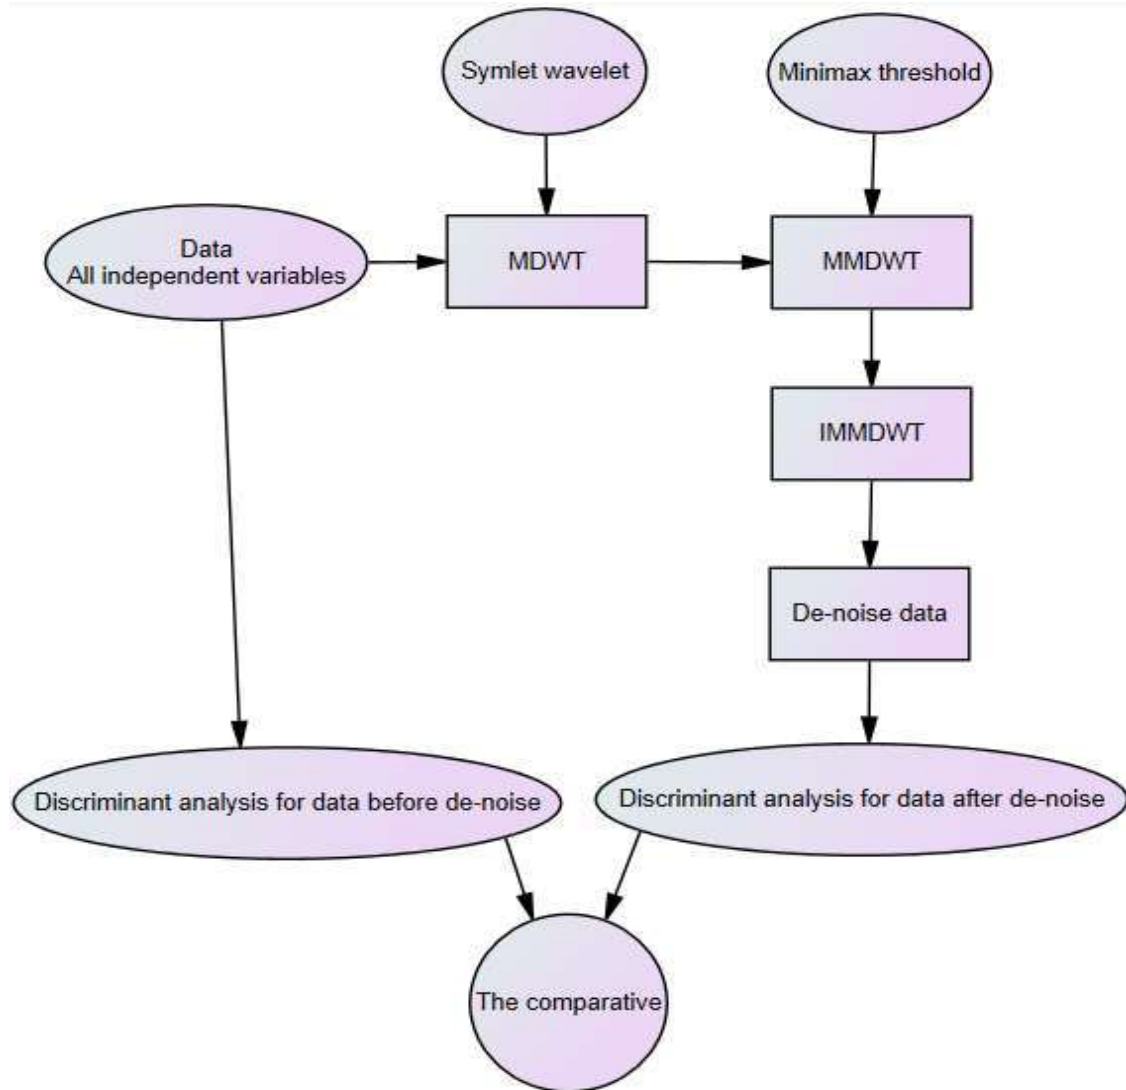 Symlet wavelet
Minimax threshold
Data
All independent variables
MDWT
MMDWT
IMMDWT
De-noise data
Discriminant analysis for data before de-noise
Discriminant analysis for data after de-noise
The comparative